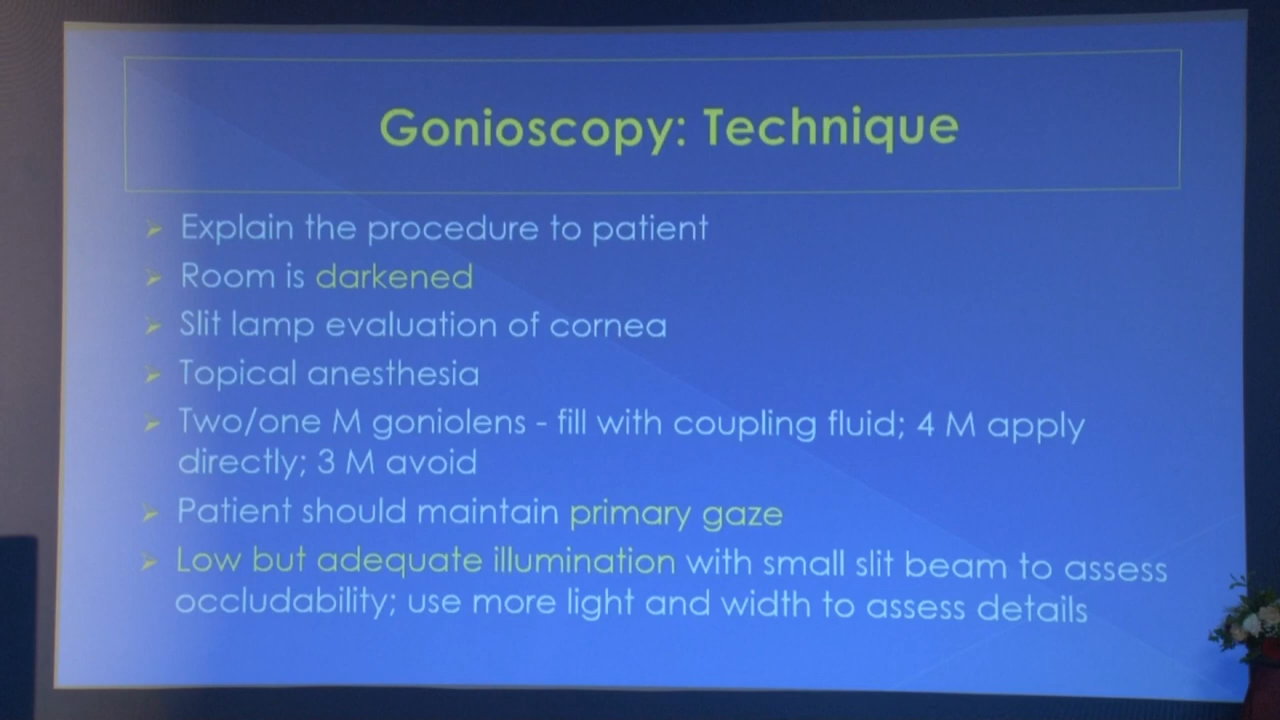 Gonioscopy: Technique
Explain the procedure to patient
Room is darkened
Slit lamp evaluation of cornea
Topical anesthesia
Two/one M goniolens - fill with coupling fluid; 4 M apply
directly; 3 M avoid
Patient should maintain primary gaze
Low but adequate illumination with small slit beam to assess
occludability; use more light and width to assess details